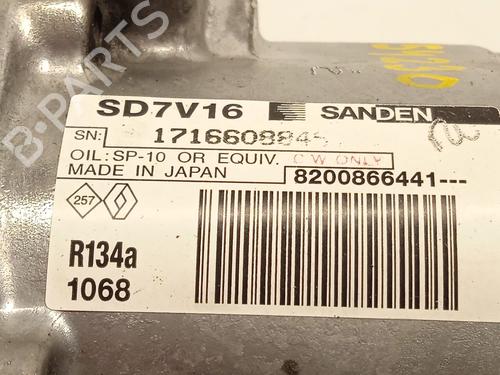 SD7V16 SANDEN
SN: 1716608845
OIL:SP-10 OR EQUIV. C W ONLY
MADE IN JAPAN 8200866441---
257
R134a
1068
B-PARTS